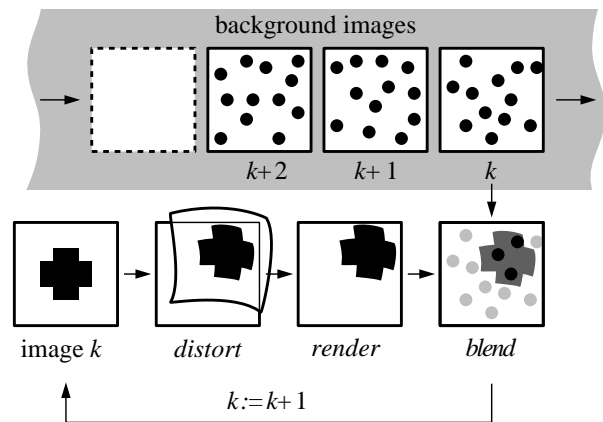 background images
k+2 k+1 k
image k distort render blend
k:=k+1